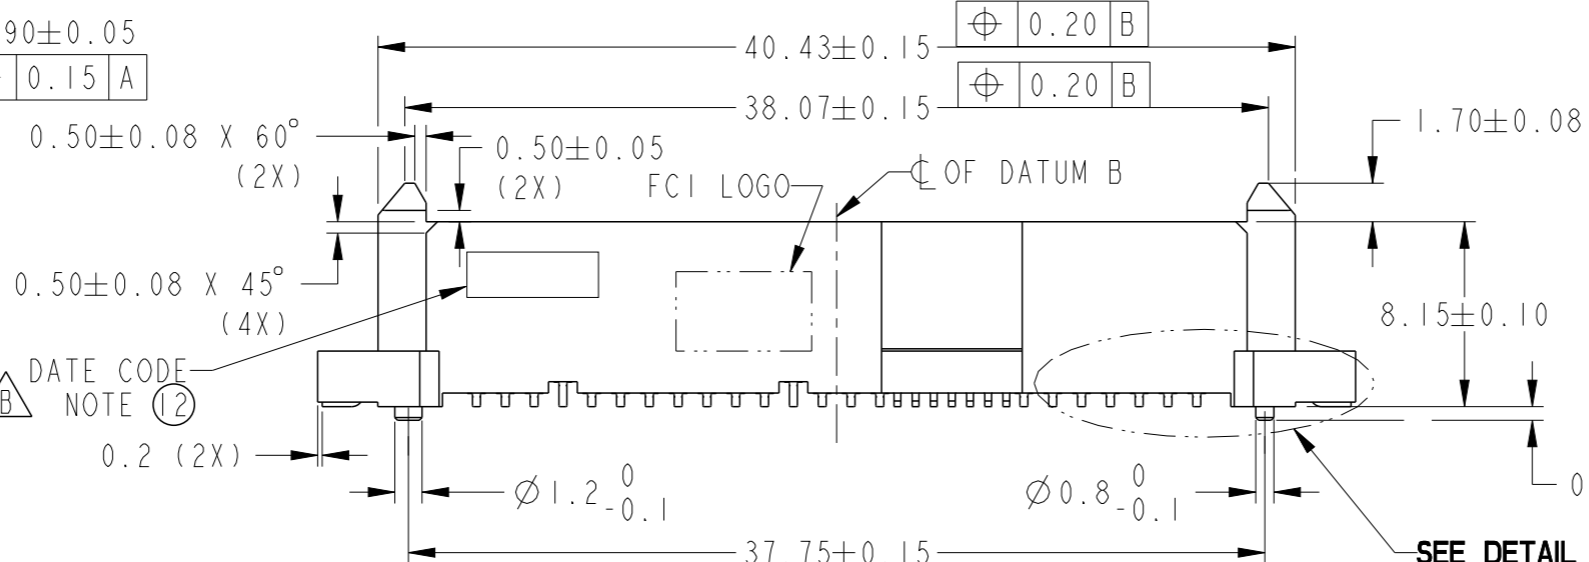 90±0.05
0.15 A
40.43±0.15
⌖ 0.20 B
38.07±0.15
⌖ 0.20 B
0.50±0.08 X 60°
(2X)
0.50±0.05
(2X)
FCI LOGO
℄ OF DATUM B
1.70±0.08
0.50±0.08 X 45°
(4X)
8.15±0.10
B
DATE CODE
NOTE 12
0.2 (2X)
Ø1.2 0 -0.1
Ø0.8 0 -0.1
0
37.75±0.15
SEE DETAIL